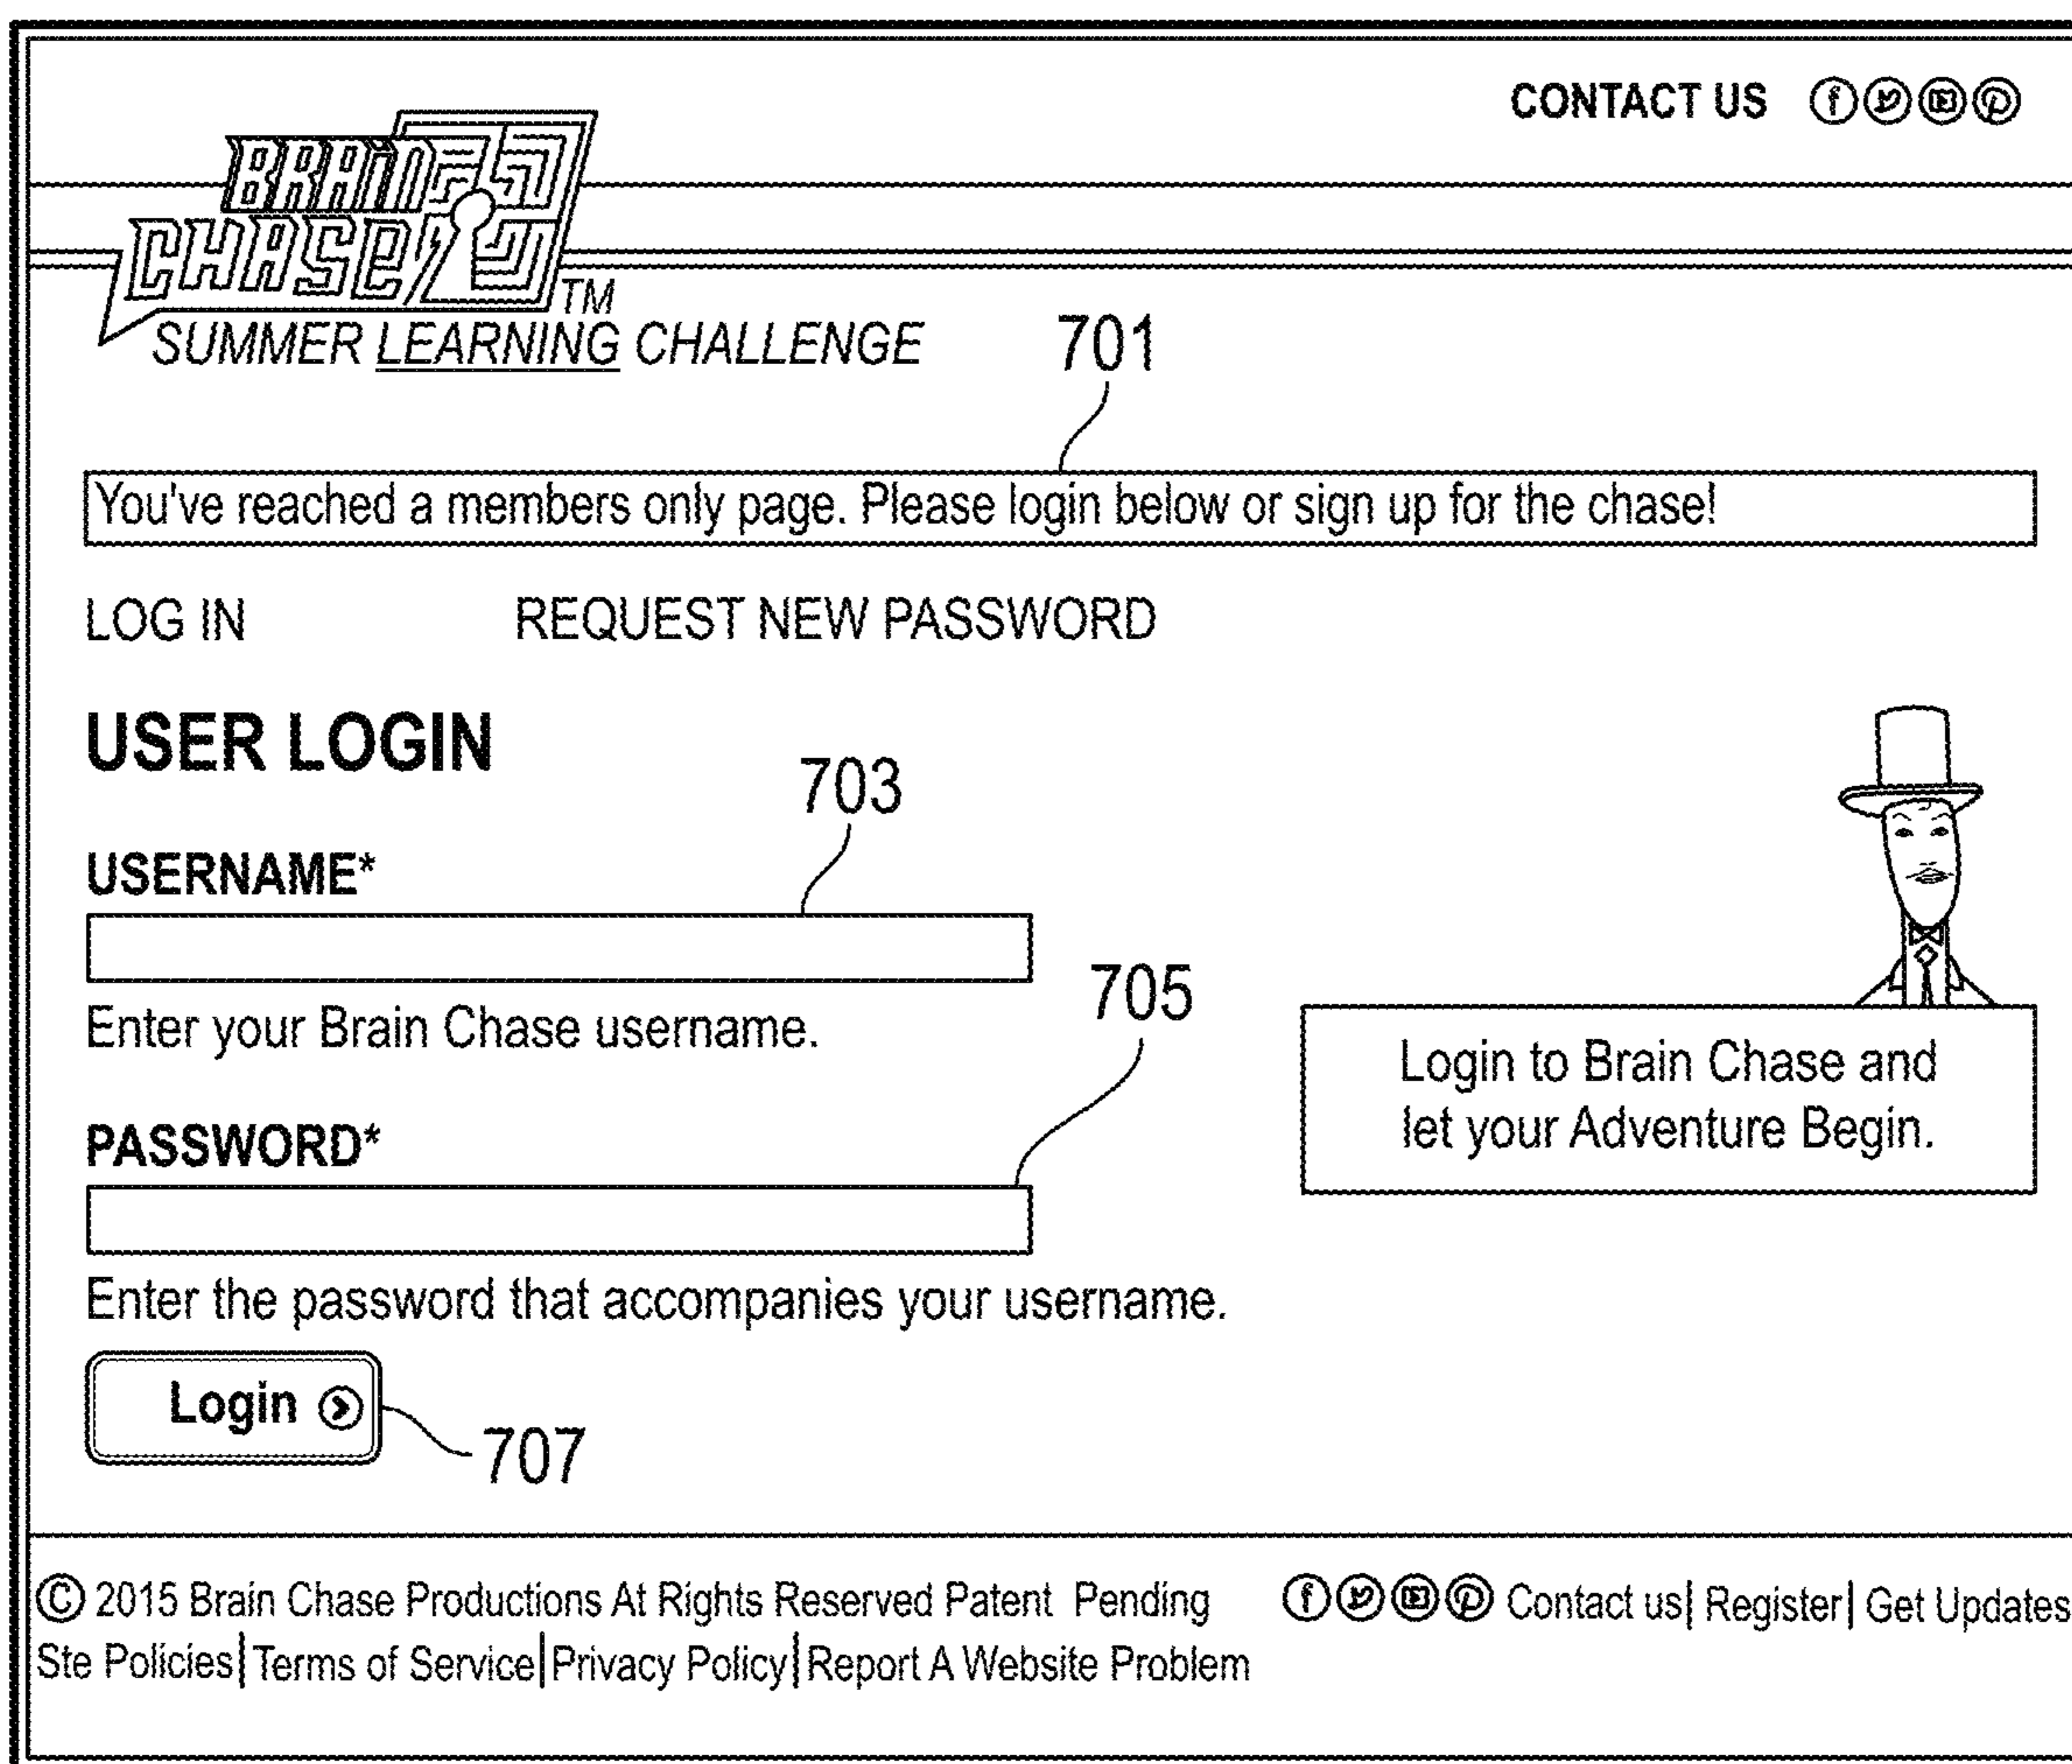 CONTACT US
BRAIN
CHASE
TM
SUMMER LEARNING CHALLENGE
701
You've reached a members only page. Please login below or sign up for the chase!
LOG IN REQUEST NEW PASSWORD
USER LOGIN
703
USERNAME*
Enter your Brain Chase username.
705
Login to Brain Chase and
let your Adventure Begin.
PASSWORD*
Enter the password that accompanies your username.
Login
707
© 2015 Brain Chase Productions At Rights Reserved Patent Pending Contact us| Register| Get Updates
Ste Policies| Terms of Service| Privacy Policy| Report A Website Problem